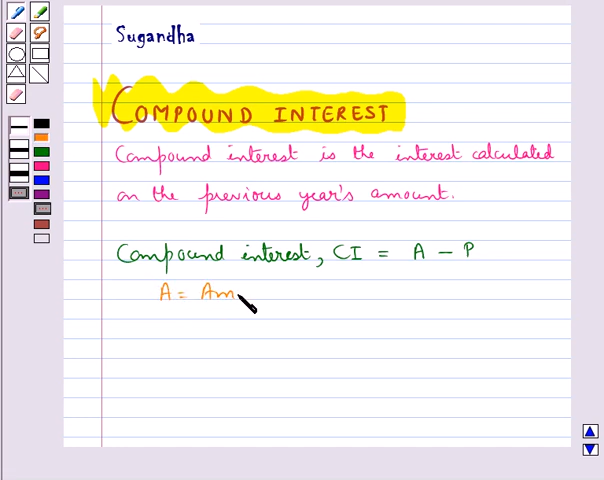 Sugandha
COMPOUND INTEREST
Compound interest is the interest calculated
on the previous year's amount.
Compound interest, CI = A - P
A = Am